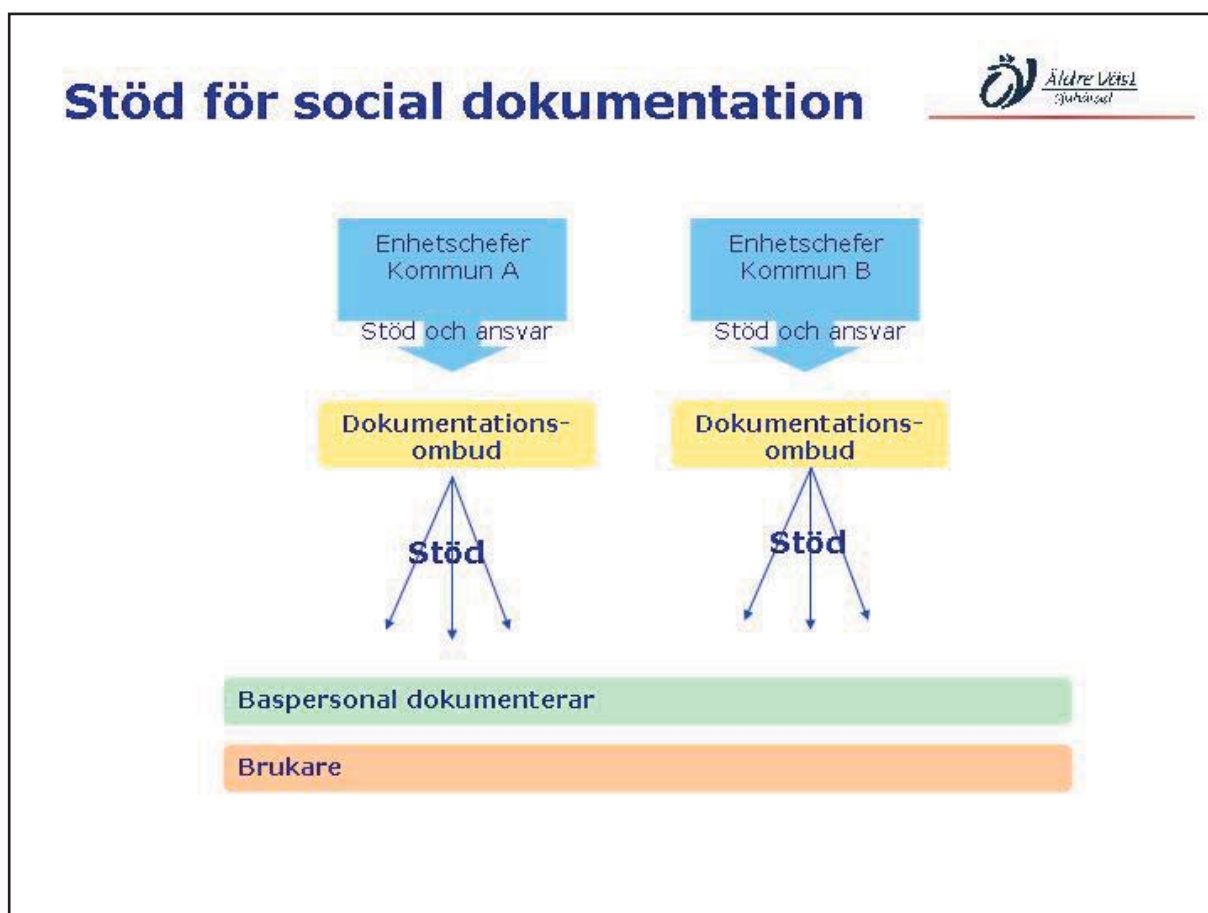 Stöd för social dokumentation
Äldre Väst
Sjuhärad
Enhetschefer
Kommun A
Stöd och ansvar
Enhetschefer
Kommun B
Stöd och ansvar
Dokumentations-
ombud
Dokumentations-
ombud
Stöd
Stöd
Baspersonal dokumenterar
Brukare